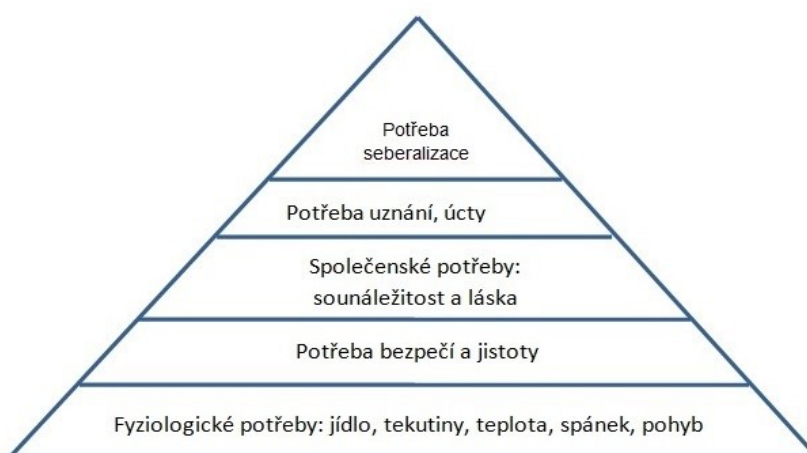 Potřeba
seberalizace
Potřeba uznání, úcty
Společenské potřeby:
sounáležitost a láska
Potřeba bezpečí a jistoty
Fyziologické potřeby: jídlo, tekutiny, teplota, spánek, pohyb